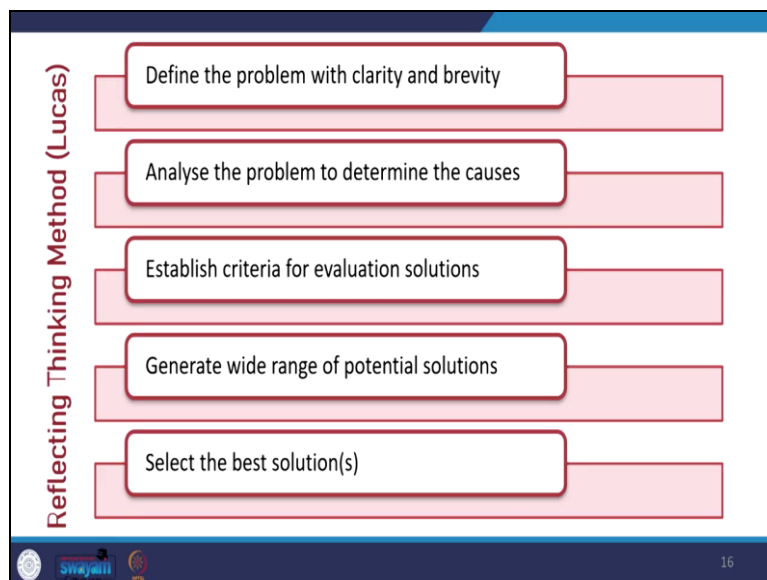 Reflecting Thinking Method (Lucas)
Define the problem with clarity and brevity
Analyse the problem to determine the causes
Establish criteria for evaluation solutions
Generate wide range of potential solutions
Select the best solution(s)
swayam
16